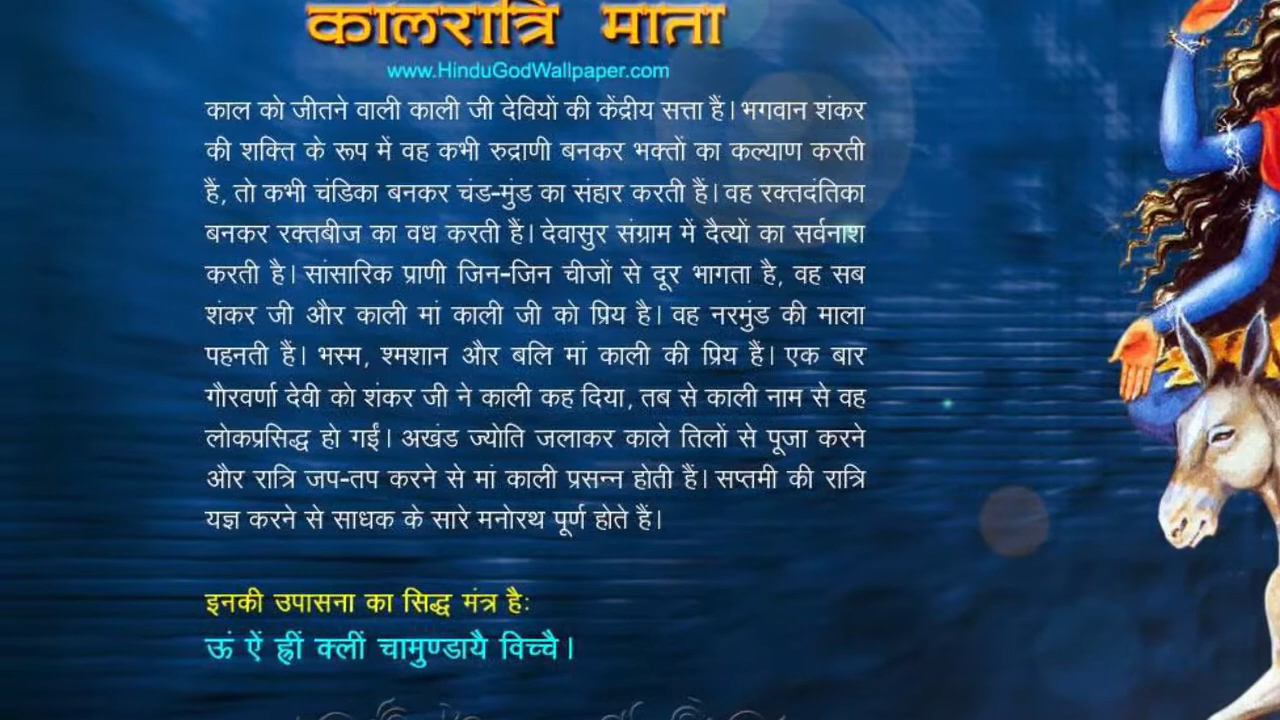 कालरात्रि माता
www.HinduGodWallpaper.com
काल को जीतने वाली काली जी देवियों की केंद्रीय सत्ता हैं। भगवान शंकर
की शक्ति के रूप में वह कभी रुद्राणी बनकर भक्तों का कल्याण करती
हैं, तो कभी चंडिका बनकर चंड-मुंड का संहार करती हैं। वह रक्तदंतिका
बनकर रक्तबीज का वध करती हैं। देवासुर संग्राम में दैत्यों का सर्वनाश
करती है। सांसारिक प्राणी जिन-जिन चीजों से दूर भागता है, वह सब
शंकर जी और काली मां काली जी को प्रिय है। वह नरमुंड की माला
पहनती हैं। भस्म, श्मशान और बलि मां काली की प्रिय हैं। एक बार
गौरवर्णा देवी को शंकर जी ने काली कह दिया, तब से काली नाम से वह
लोकप्रसिद्ध हो गईं। अखंड ज्योति जलाकर काले तिलों से पूजा करने
और रात्रि जप-तप करने से मां काली प्रसन्न होती हैं। सप्तमी की रात्रि
यज्ञ करने से साधक के सारे मनोरथ पूर्ण होते हैं।
इनकी उपासना का सिद्ध मंत्र है:
ऊं ऐं ह्रीं क्लीं चामुण्डायै विच्चै।